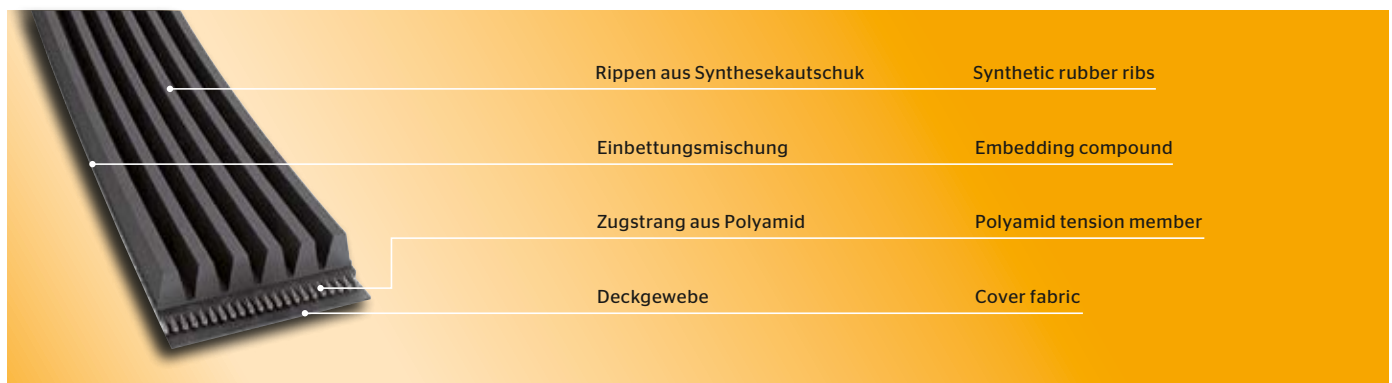 Rippen aus Synthesekautschuk Synthetic rubber ribs
Einbettungsmischung Embedding compound
Zugstrang aus Polyamid Polyamid tension member
Deckgewebe Cover fabric